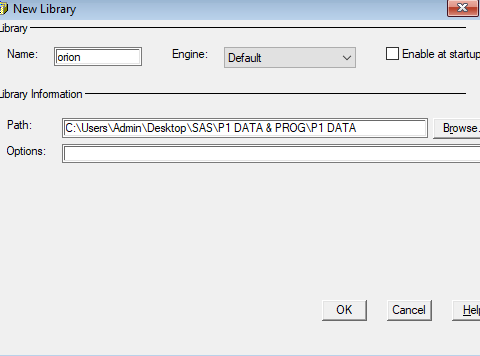 New Library
Library
Name: orion Engine: Default Enable at startup
Library Information
Path: C:\Users\Admin\Desktop\SAS\P1 DATA & PROG\P1 DATA Browse.
Options:
OK Cancel Help